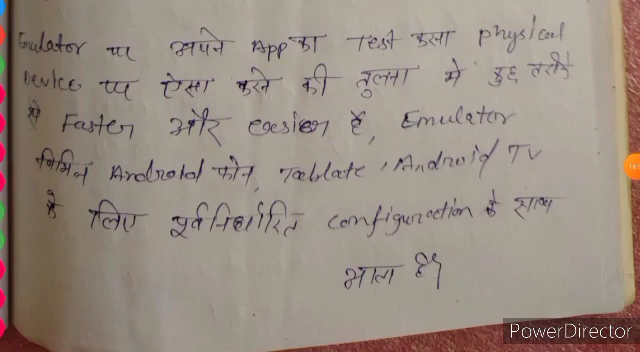 Emulator पर अपने App का Test करना physical
Device पर ऐसा करने की तुलना मे कुछ तरीके
से Faster और easier है, Emulator
विभिन्न Android फोन, Tablate, Android TV
के लिए पूर्वनिर्धारित configuration के साथ
आता है।
PowerDirector